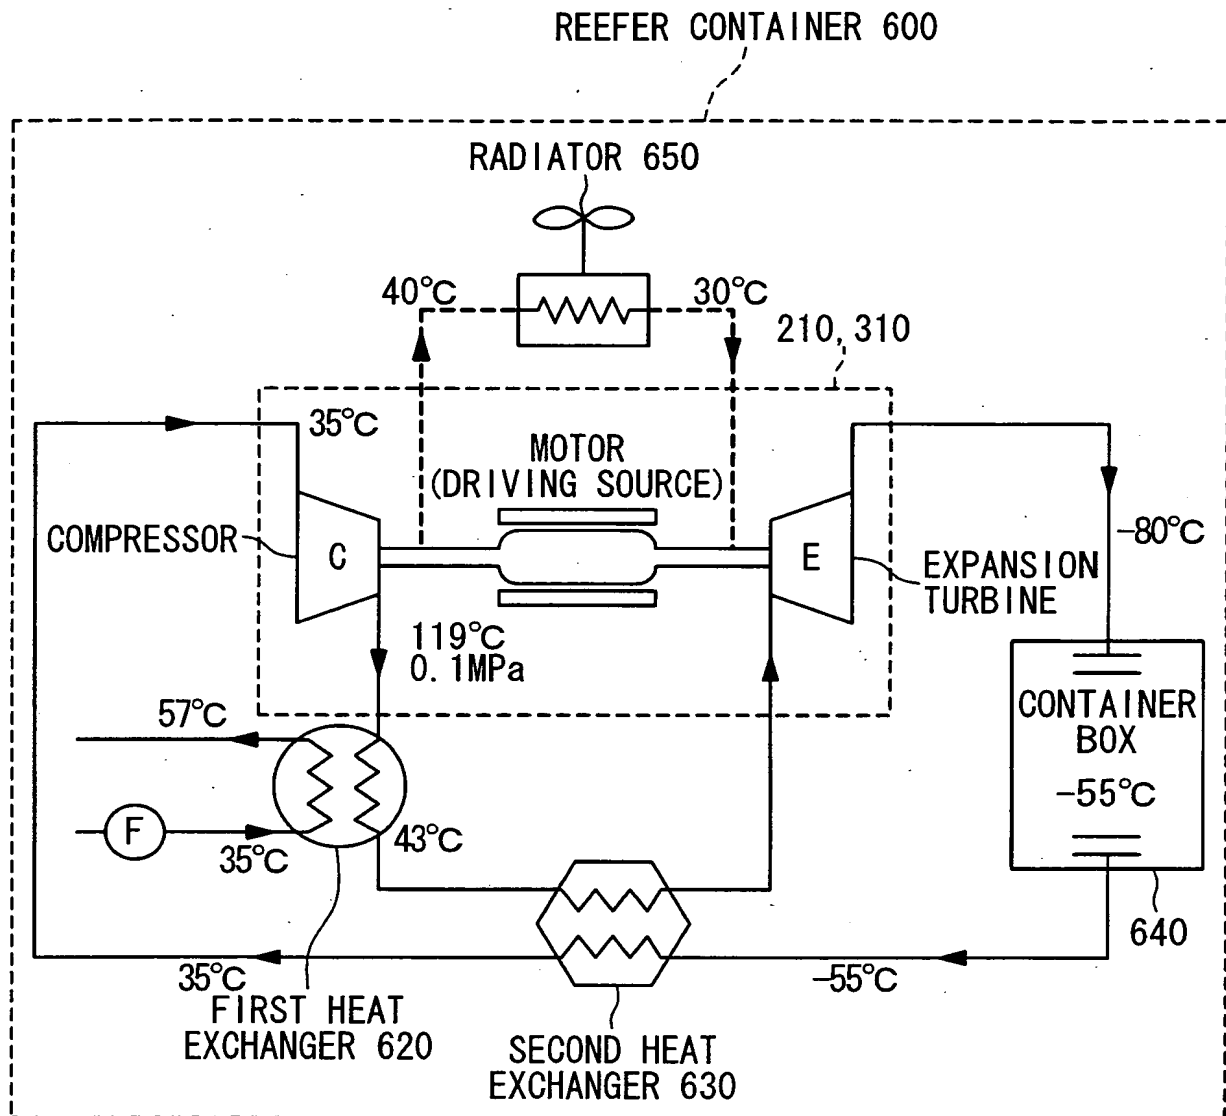 REEFER CONTAINER 600
RADIATOR 650
40°C
30°C
210, 310
35°C
MOTOR
(DRIVING SOURCE)
COMPRESSOR
C
E
-80°C
EXPANSION
TURBINE
119°C
0.1MPa
57°C
CONTAINER
BOX
-55°C
F
35°C
43°C
640
35°C
-55°C
FIRST HEAT
EXCHANGER 620
SECOND HEAT
EXCHANGER 630